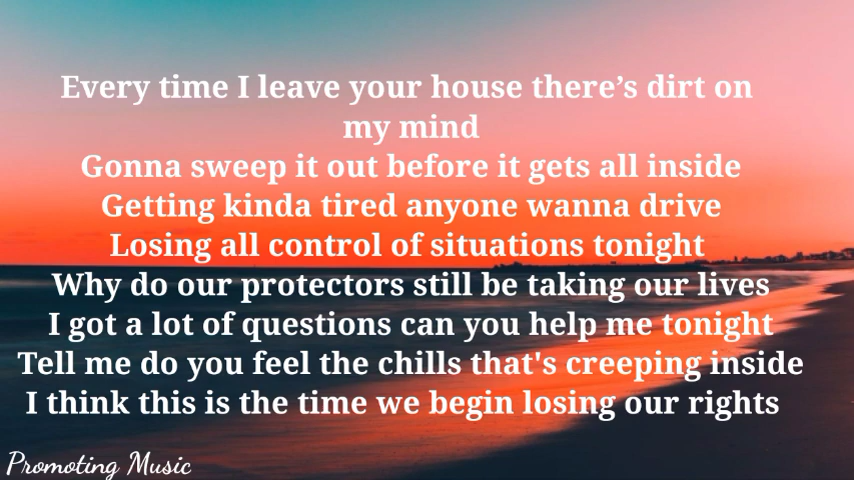 Every time I leave your house there’s dirt on
my mind
Gonna sweep it out before it gets all inside
Getting kinda tired anyone wanna drive
Losing all control of situations tonight
Why do our protectors still be taking our lives
I got a lot of questions can you help me tonight
Tell me do you feel the chills that's creeping inside
I think this is the time we begin losing our rights
Promoting Music